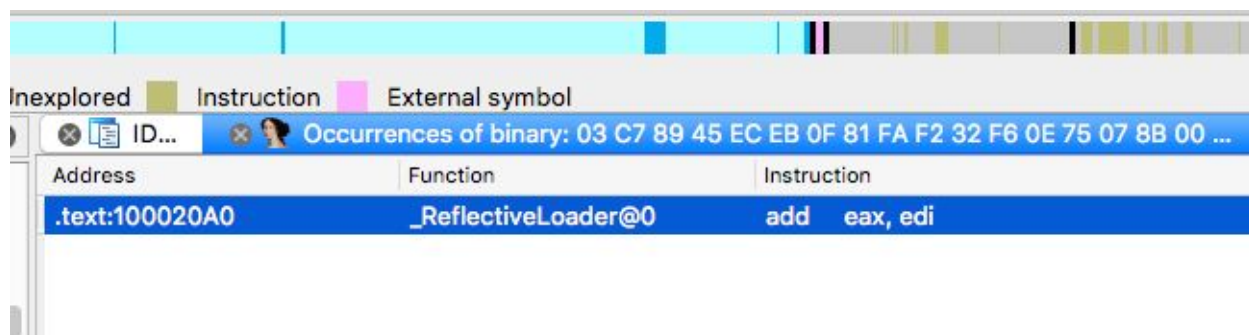 Unexplored Instruction External symbol
ID... Occurrences of binary: 03 C7 89 45 EC EB 0F 81 FA F2 32 F6 0E 75 07 8B 00 ...
Address Function Instruction
.text:100020A0 _ReflectiveLoader@0 add eax, edi